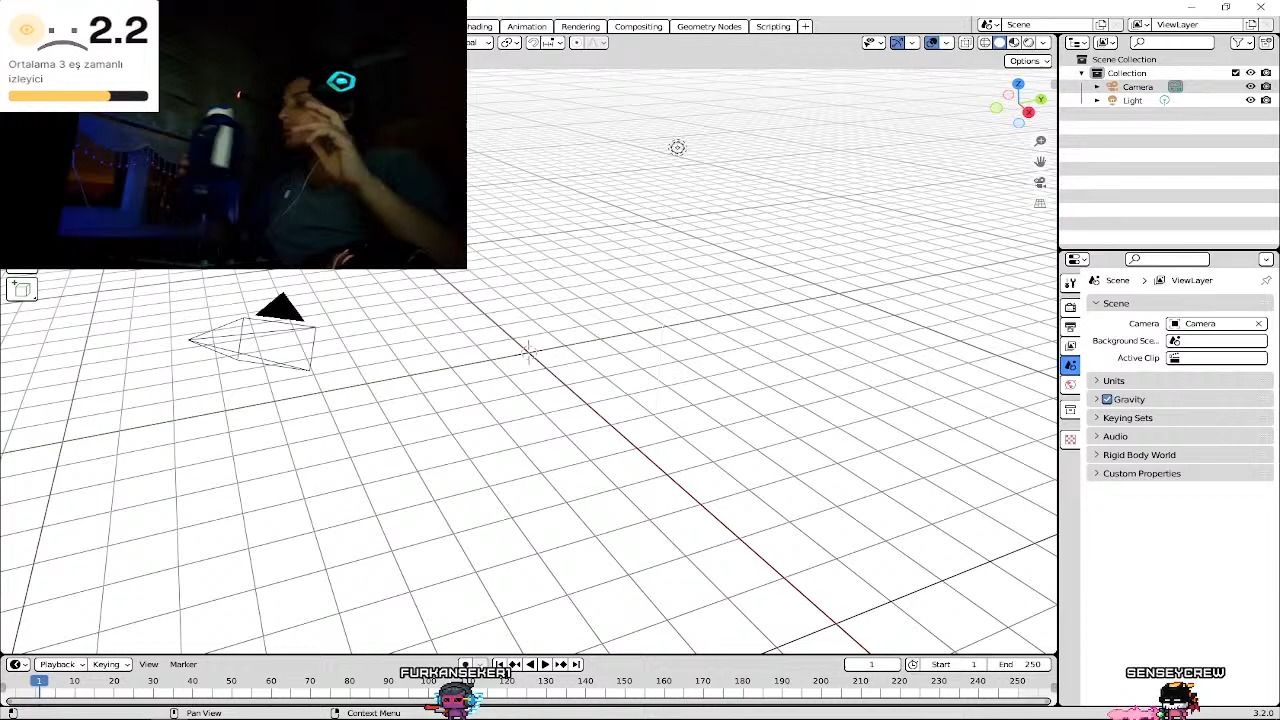 2.2
Ortalama 3 eş zamanlı
izleyici
Animation Rendering Compositing Geometry Nodes Scripting +
Scene ViewLayer
Options
Scene Collection
Collection
Camera
Light
Z
Y
X
Scene > ViewLayer
Scene
Camera Camera
Background Sce...
Active Clip
Units
Gravity
Keying Sets
Audio
Rigid Body World
Custom Properties
Playback Keying View Marker
1 Start 1 End 250
FURKANSEKER1
SENSEYCREW
1 10 20 30 40 50 60 70 80 90 100 110 120 130 140 150 160 170 180 190 200 210 220 230 240 250
Pan View
Context Menu
3.2.0